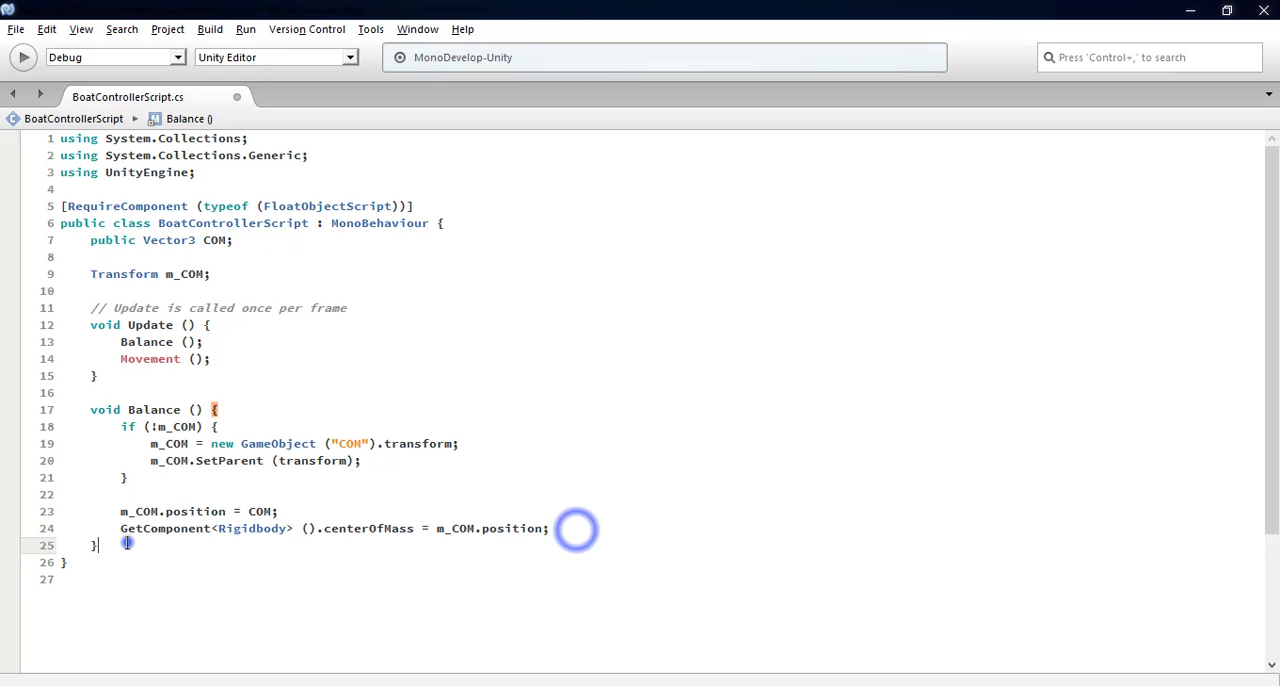 File Edit View Search Project Build Run Version Control Tools Window Help
Debug Unity Editor MonoDevelop-Unity Press 'Control+,' to search
BoatControllerScript.cs
BoatControllerScript Balance ()
1 using System.Collections;
2 using System.Collections.Generic;
3 using UnityEngine;
4
5 [RequireComponent (typeof (FloatObjectScript))]
6 public class BoatControllerScript : MonoBehaviour {
7 public Vector3 COM;
8
9 Transform m_COM;
10
11 // Update is called once per frame
12 void Update () {
13 Balance ();
14 Movement ();
15 }
16
17 void Balance () {
18 if (!m_COM) {
19 m_COM = new GameObject ("COM").transform;
20 m_COM.SetParent (transform);
21 }
22
23 m_COM.position = COM;
24 GetComponent<Rigidbody> ().centerOfMass = m_COM.position;
25 }
26 }
27